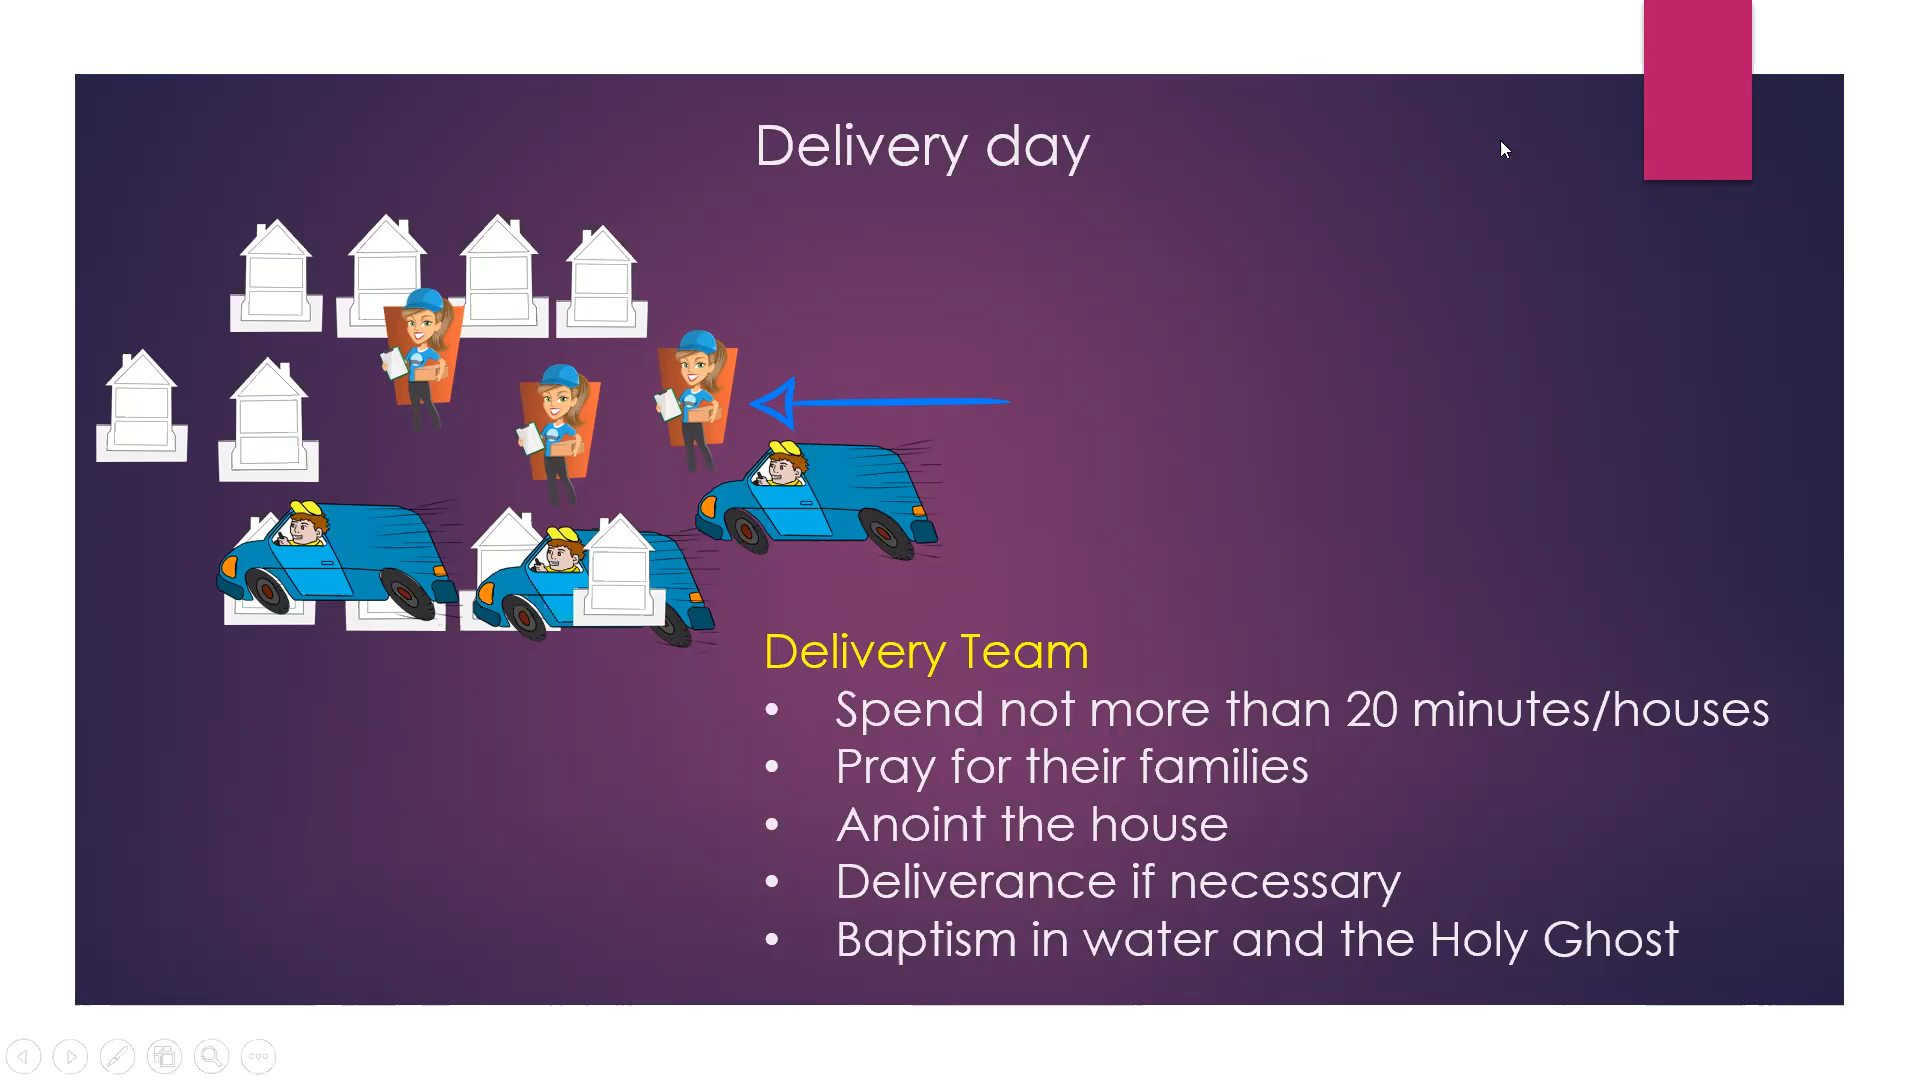 Delivery day
Delivery Team
• Spend not more than 20 minutes/houses
• Pray for their families
• Anoint the house
• Deliverance if necessary
• Baptism in water and the Holy Ghost